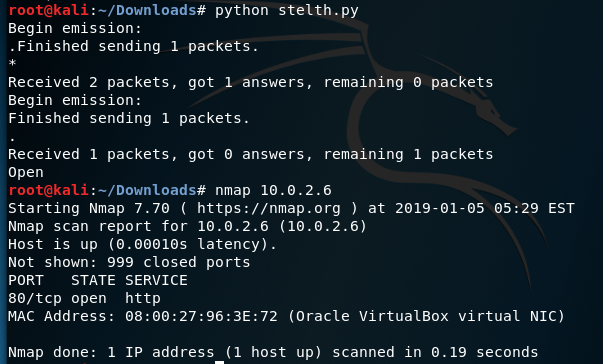 root@kali:~/Downloads# python stelth.py
Begin emission:
.Finished sending 1 packets.
*
Received 2 packets, got 1 answers, remaining 0 packets
Begin emission:
Finished sending 1 packets.
.
Received 1 packets, got 0 answers, remaining 1 packets
Open
root@kali:~/Downloads# nmap 10.0.2.6
Starting Nmap 7.70 ( https://nmap.org ) at 2019-01-05 05:29 EST
Nmap scan report for 10.0.2.6 (10.0.2.6)
Host is up (0.00010s latency).
Not shown: 999 closed ports
PORT   STATE SERVICE
80/tcp open  http
MAC Address: 08:00:27:96:3E:72 (Oracle VirtualBox virtual NIC)
Nmap done: 1 IP address (1 host up) scanned in 0.19 seconds